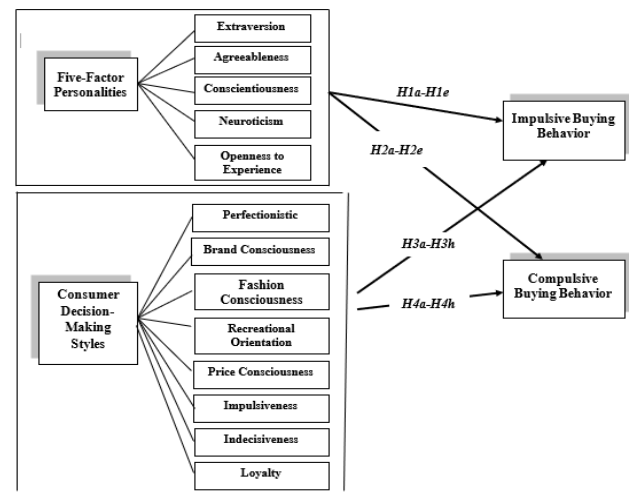 Extraversion
Agreeableness
Five-Factor
Personalities
Conscientiousness
Neuroticism
Openness to
Experience
H1a-H1e
H2a-H2e
Impulsive Buying
Behavior
Perfectionistic
Brand Consciousness
Fashion
Consciousness
Consumer
Decision-
Making
Styles
Recreational
Orientation
Price Consciousness
Impulsiveness
Indecisiveness
Loyalty
H3a-H3h
H4a-H4h
Compulsive
Buying Behavior